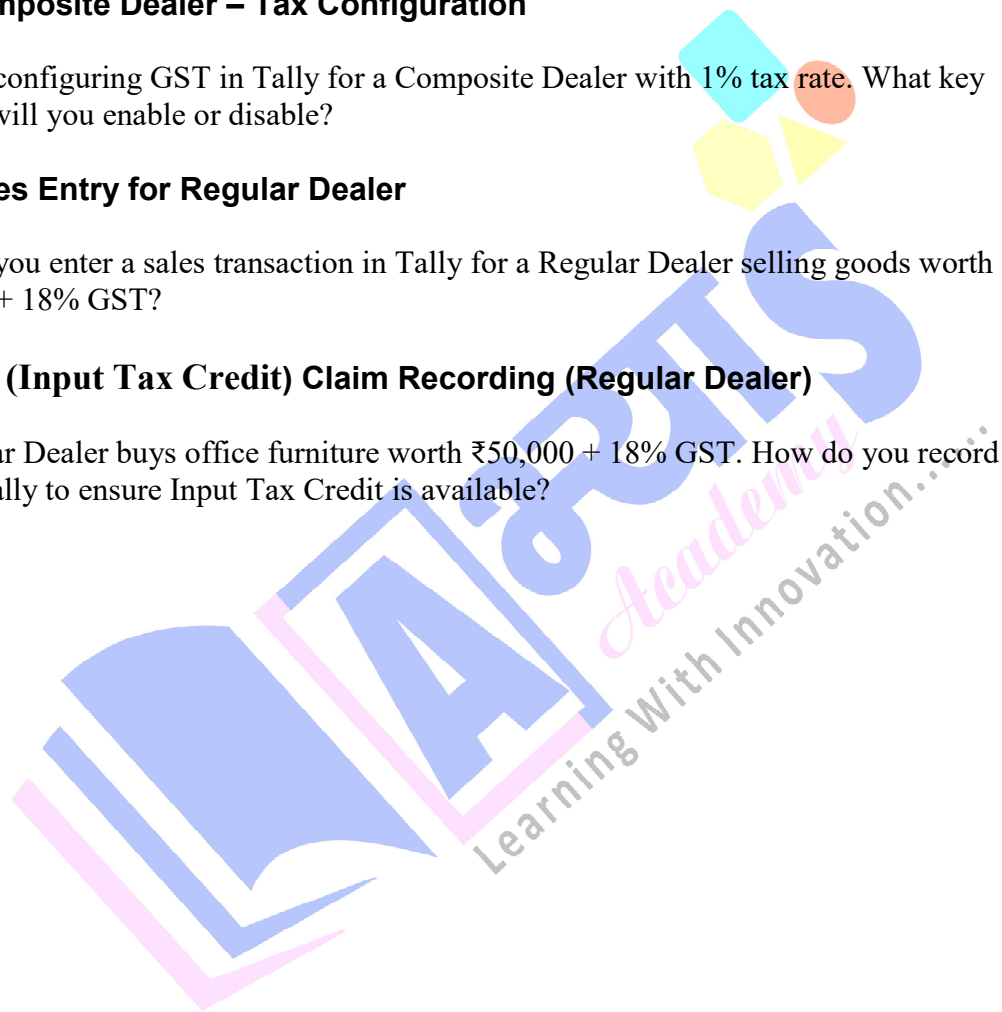 mposite Dealer – Tax Configuration
configuring GST in Tally for a Composite Dealer with 1% tax rate. What key
will you enable or disable?
es Entry for Regular Dealer
you enter a sales transaction in Tally for a Regular Dealer selling goods worth
+ 18% GST?
(Input Tax Credit) Claim Recording (Regular Dealer)
ar Dealer buys office furniture worth ₹50,000 + 18% GST. How do you record
ally to ensure Input Tax Credit is available?
A
Academy
Learning With Innovation.....